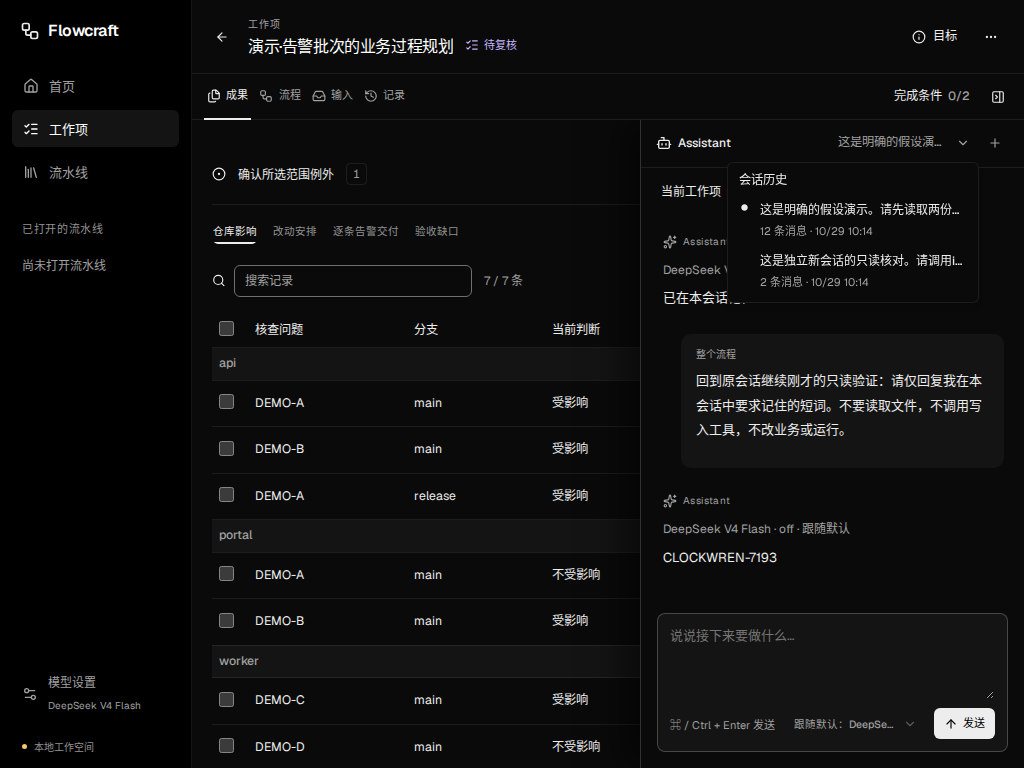 Flowcraft
首页
工作项
流水线
已打开的流水线
尚未打开流水线
模型设置
DeepSeek V4 Flash
本地工作空间
工作项
演示·告警批次的业务过程规划
待复核
目标
成果
流程
输入
记录
完成条件 0/2
确认所选范围例外 1
仓库影响
改动安排
逐条告警交付
验收缺口
搜索记录
7 / 7 条
核查问题 分支 当前判断
api
DEMO-A main 受影响
DEMO-B main 受影响
DEMO-A release 受影响
portal
DEMO-A main 不受影响
DEMO-B main 受影响
worker
DEMO-C main 受影响
DEMO-D main 不受影响
Assistant
这是明确的假设演...
当前工作项
会话历史
这是明确的假设演示。请先读取两份...
12 条消息 · 10/29 10:14
这是独立新会话的只读核对。请调用i...
2 条消息 · 10/29 10:14
DeepSeek
已在本会话
整个流程
回到原会话继续刚才的只读验证：请仅回复我在本
会话中要求记住的短词。不要读取文件，不调用写
入工具，不改业务或运行。
Assistant
DeepSeek V4 Flash · off · 跟随默认
CLOCKWREN-7193
说说接下来要做什么...
⌘ / Ctrl + Enter 发送
跟随默认：DeepSe...
发送